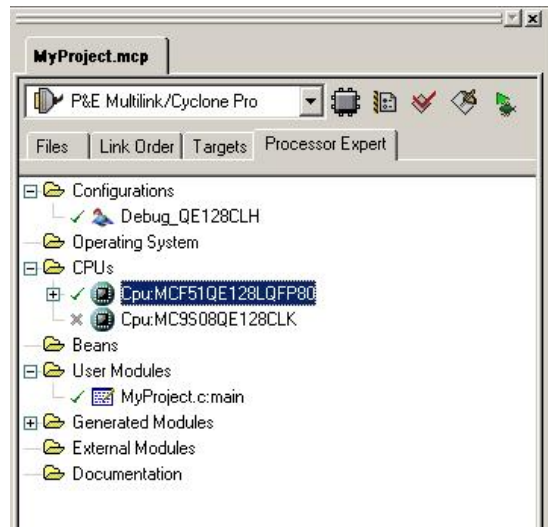 MyProject.mcp
P&E Multilink/Cyclone Pro
Files Link Order Targets Processor Expert
Configurations
Debug_QE128CLH
Operating System
CPUs
Cpu:MCF51QE128LQFP80
Cpu:MC9S08QE128CLK
Beans
User Modules
MyProject.c:main
Generated Modules
External Modules
Documentation